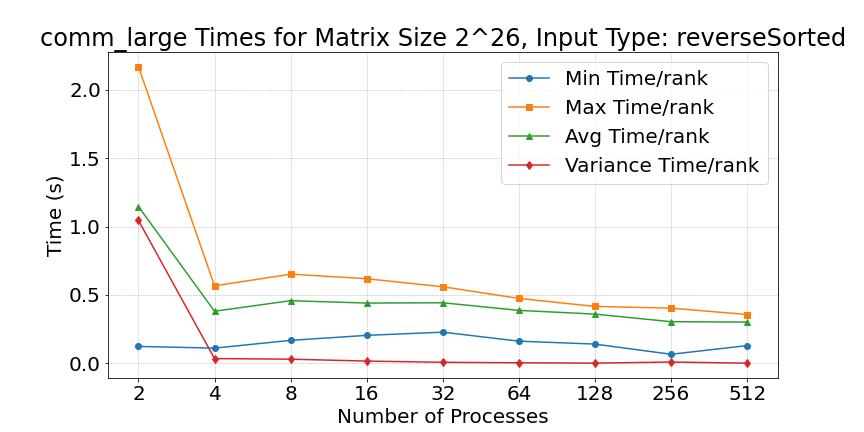 comm_large Times for Matrix Size 2^26, Input Type: reverseSorted
Min Time/rank
Max Time/rank
Avg Time/rank
Variance Time/rank
Time (s)
2.0
1.5
1.0
0.5
0.0
2 4 8 16 32 64 128 256 512
Number of Processes